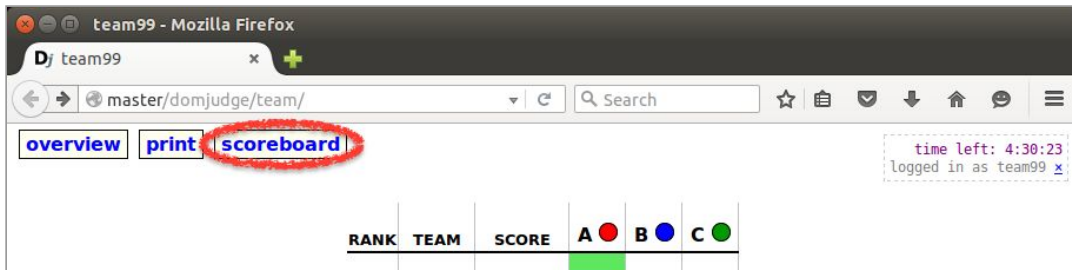 team99 - Mozilla Firefox
Dj team99
master/domjudge/team/ Search
overview print scoreboard
time left: 4:30:23
logged in as team99 ×
RANK TEAM SCORE A B C